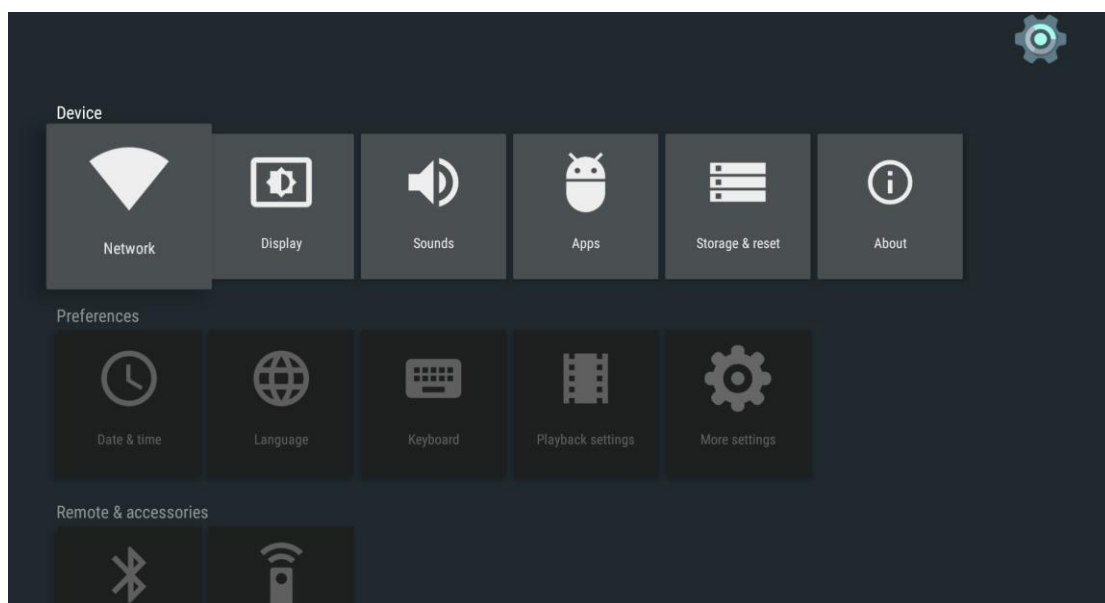 Device
Network
Display
Sounds
Apps
Storage & reset
About
Preferences
Date & time
Language
Keyboard
Playback settings
More settings
Remote & accessories